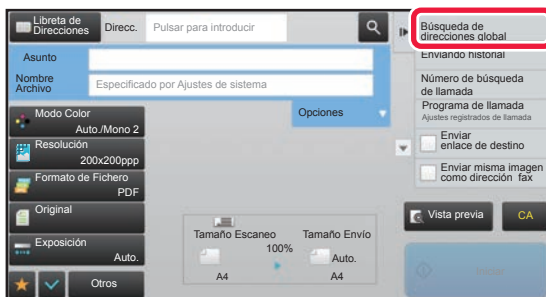 Libreta de
Direcciones
Direcc.
Pulsar para introducir
Asunto
Nombre
Archivo
Especificado por Ajustes de sistema
Opciones
Modo Color
Auto./Mono 2
Resolución
200x200ppp
Formato de Fichero
PDF
Original
Exposición
Auto.
Otros
Tamaño Escaneo
100%
Tamaño Envío
A4
Auto.
A4
Búsqueda de
direcciones global
Enviando historial
Número de búsqueda
de llamada
Programa de llamada
Ajustes registrados de llamada
Enviar
enlace de destino
Enviar misma imagen
como dirección fax
Vista previa
CA